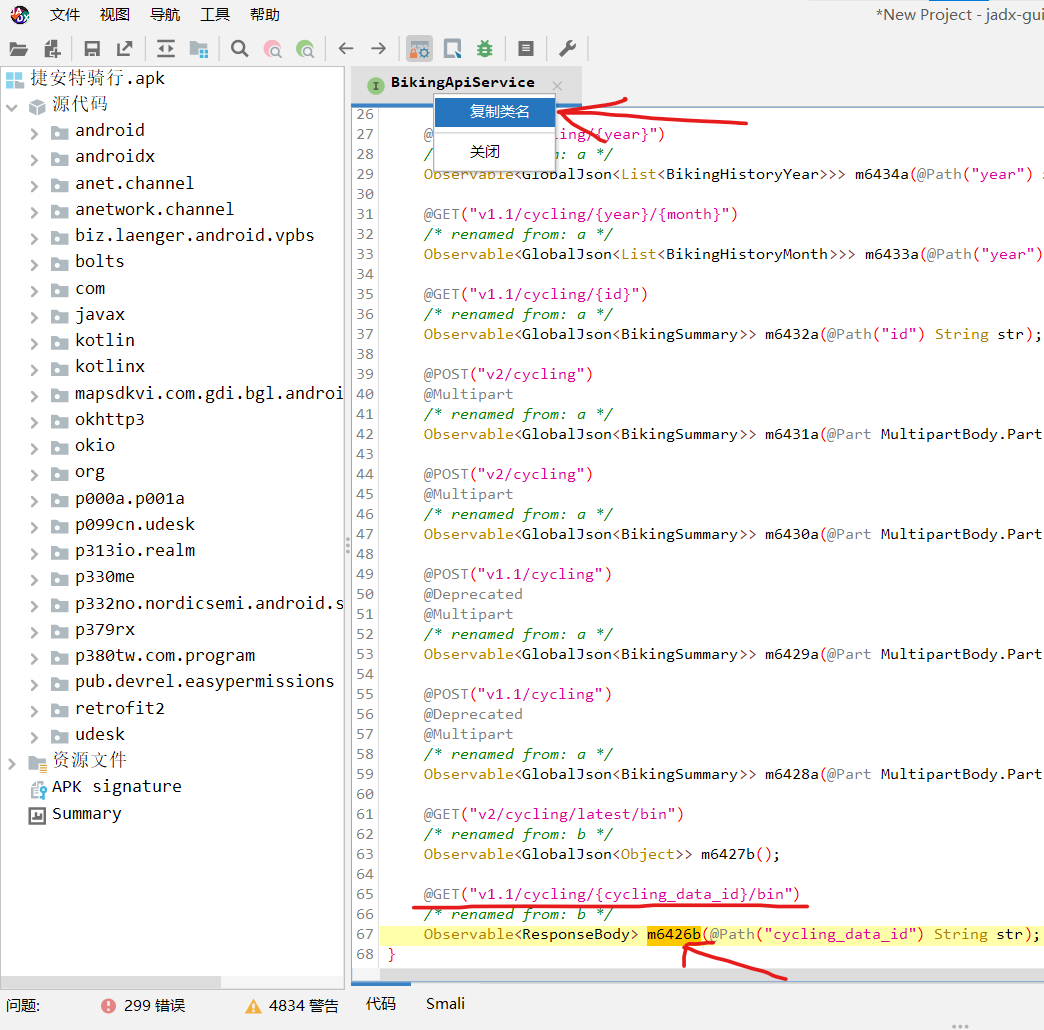 文件 视图 导航 工具 帮助
*New Project - jadx-gui
捷安特骑行.apk
源代码
android
androidx
anet.channel
anetwork.channel
biz.laenger.android.vpbs
bolts
com
javax
kotlin
kotlinx
mapsdkvi.com.gdi.bgl.androi
okhttp3
okio
org
p000a.p001a
p099cn.udesk
p313io.realm
p330me
p332no.nordicsemi.android.s
p379rx
p380tw.com.program
pub.devrel.easypermissions
retrofit2
udesk
资源文件
APK signature
Summary
I BikingApiService
复制类名
关闭
26
27 @ ling/{year}")
28 / m: a */
29 Observable<GlobalJson<List<BikingHistoryYear>>> m6434a(@Path("year")
30
31 @GET("v1.1/cycling/{year}/{month}")
32 /* renamed from: a */
33 Observable<GlobalJson<List<BikingHistoryMonth>>> m6433a(@Path("year")
34
35 @GET("v1.1/cycling/{id}")
36 /* renamed from: a */
37 Observable<GlobalJson<BikingSummary>> m6432a(@Path("id") String str);
38
39 @POST("v2/cycling")
40 @Multipart
41 /* renamed from: a */
42 Observable<GlobalJson<BikingSummary>> m6431a(@Part MultipartBody.Part
43
44 @POST("v2/cycling")
45 @Multipart
46 /* renamed from: a */
47 Observable<GlobalJson<BikingSummary>> m6430a(@Part MultipartBody.Part
48
49 @POST("v1.1/cycling")
50 @Deprecated
51 @Multipart
52 /* renamed from: a */
53 Observable<GlobalJson<BikingSummary>> m6429a(@Part MultipartBody.Part
54
55 @POST("v1.1/cycling")
56 @Deprecated
57 @Multipart
58 /* renamed from: a */
59 Observable<GlobalJson<BikingSummary>> m6428a(@Part MultipartBody.Part
60
61 @GET("v2/cycling/latest/bin")
62 /* renamed from: b */
63 Observable<GlobalJson<Object>> m6427b();
64
65 @GET("v1.1/cycling/{cycling_data_id}/bin")
66 /* renamed from: b */
67 Observable<ResponseBody> m6426b(@Path("cycling_data_id") String str);
68 }
问题: 299 错误 4834 警告
代码 Smali